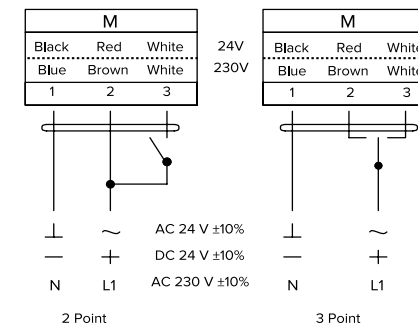 M M
Black Red White 24V Black Red White
Blue Brown White 230V Blue Brown White
1 2 3 1 2 3
⊥ ~ AC 24 V ±10% ⊥ ~
— + DC 24 V ±10% — +
N L1 AC 230 V ±10% N L1
2 Point 3 Point